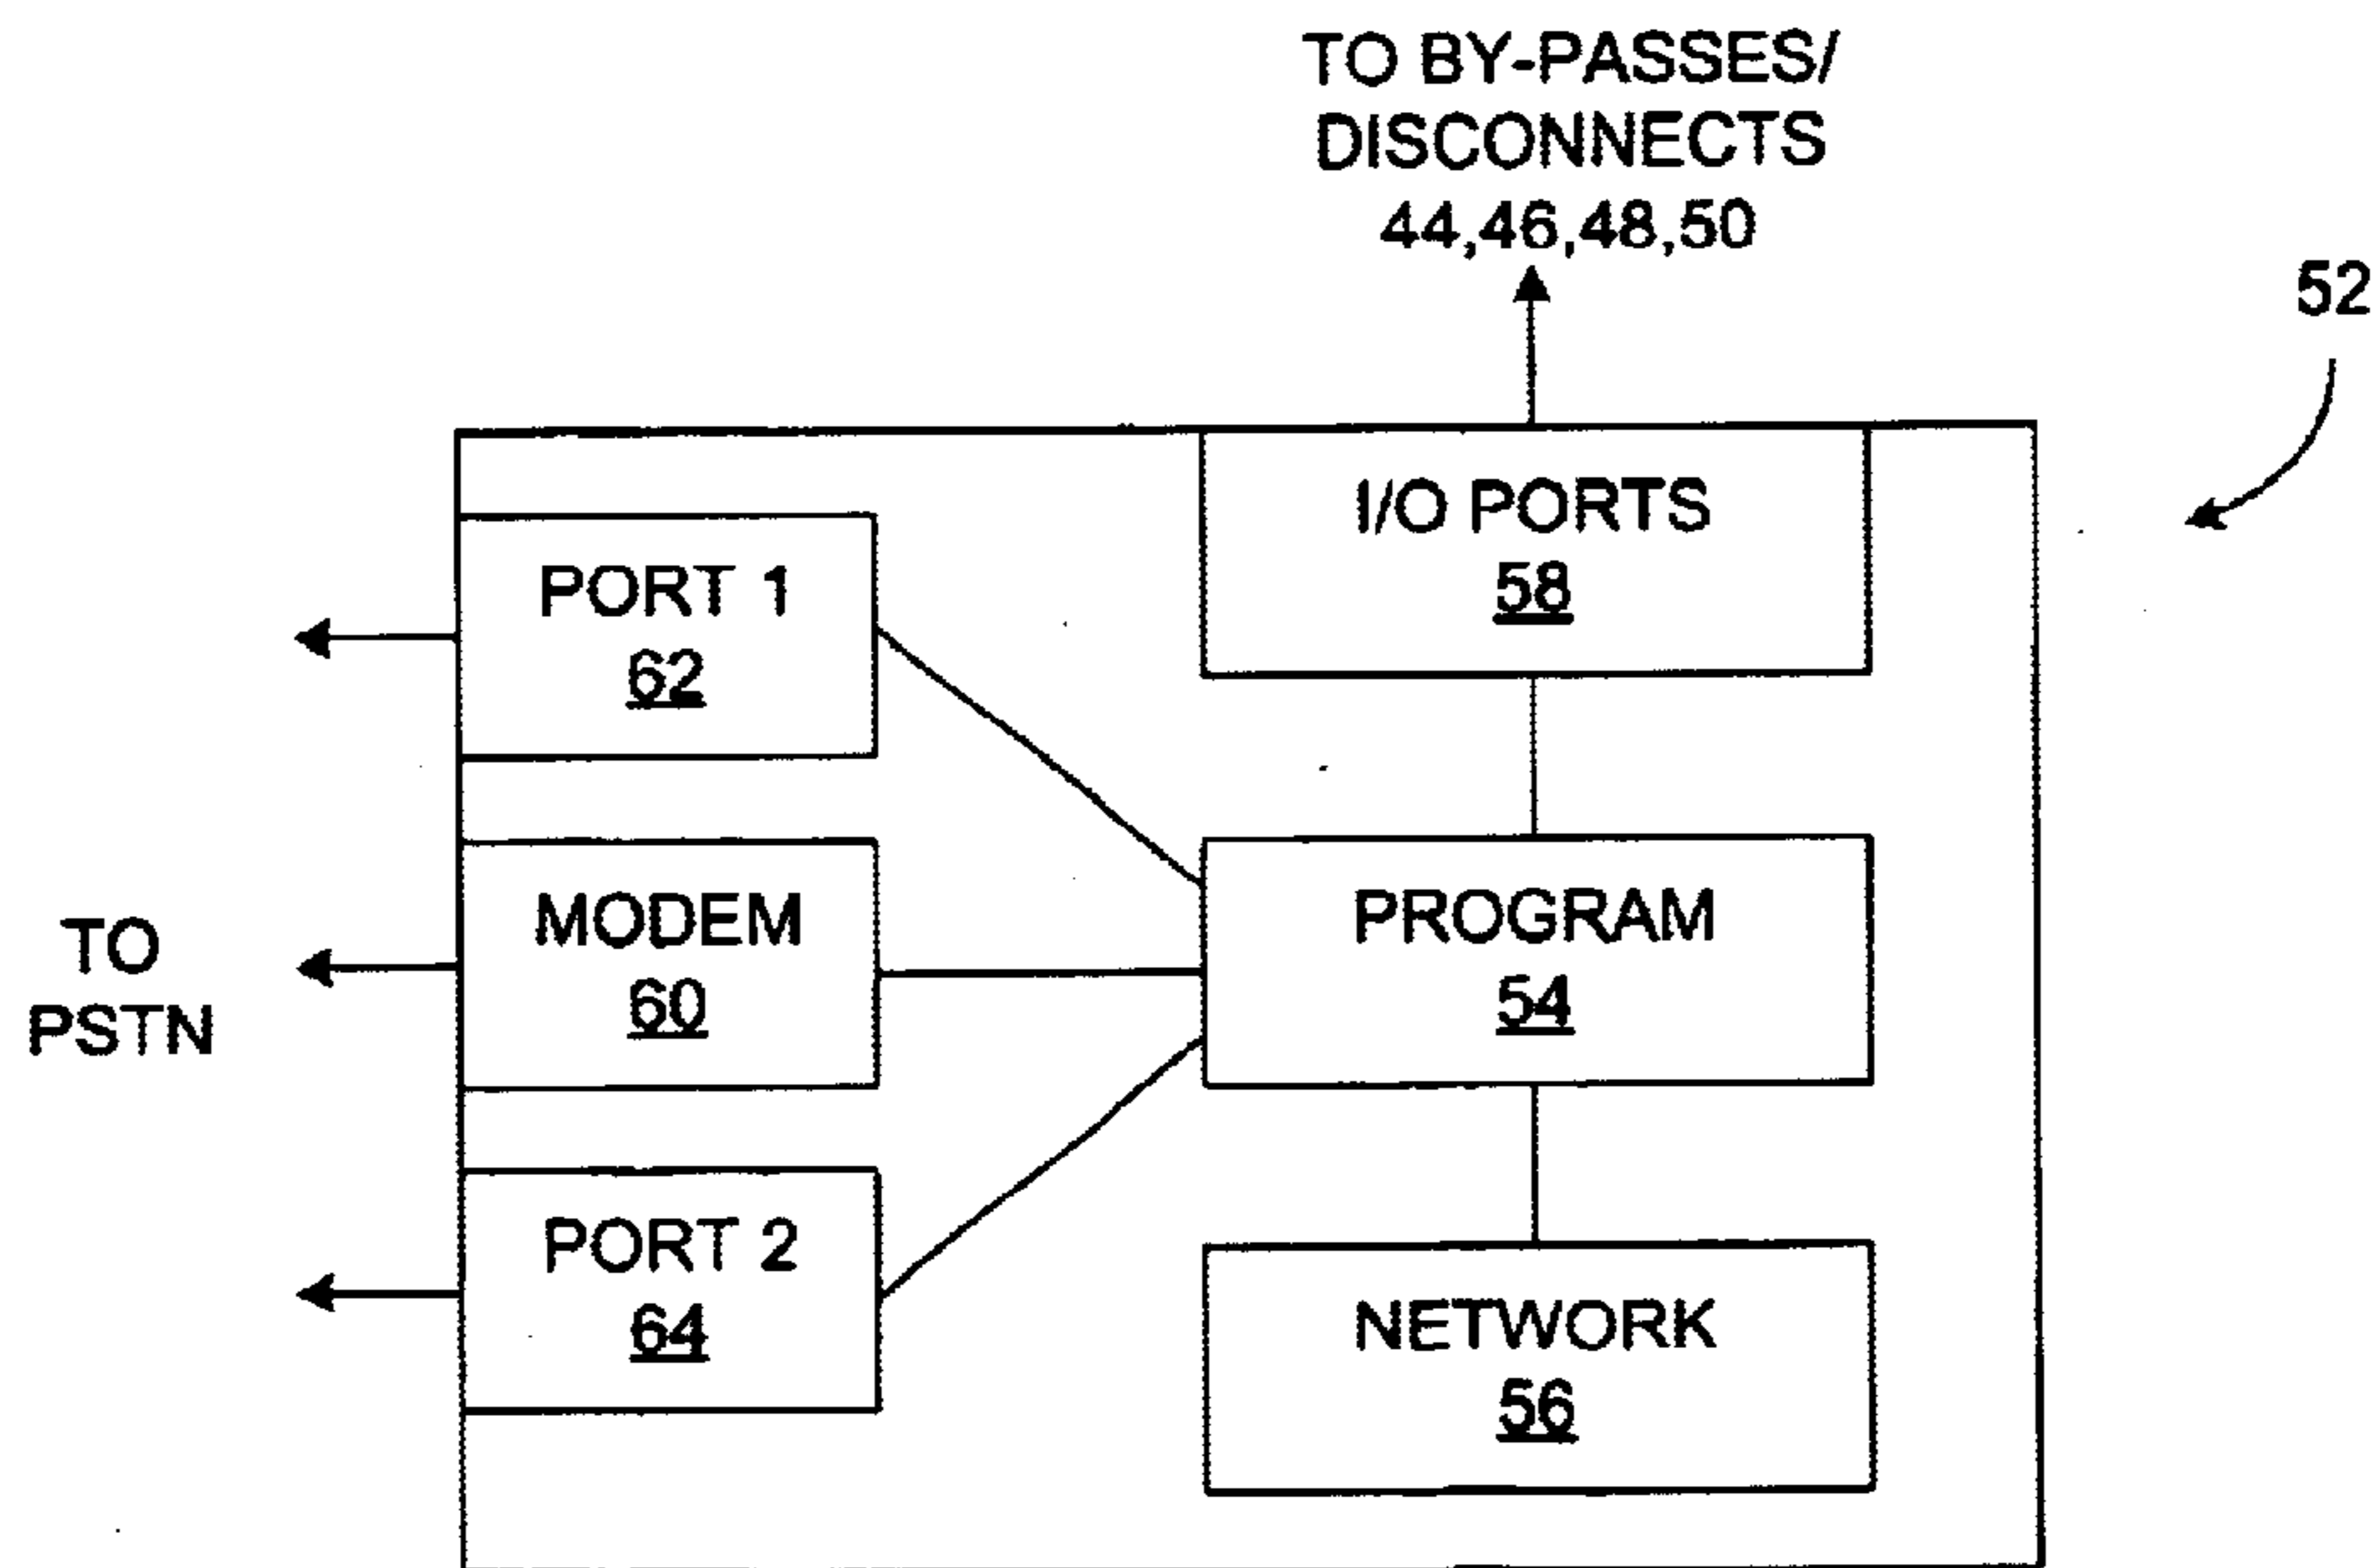 TO BY-PASSES/
DISCONNECTS
44,46,48,50
52
I/O PORTS
58
PORT 1
62
MODEM
60
PROGRAM
54
TO
PSTN
PORT 2
64
NETWORK
56